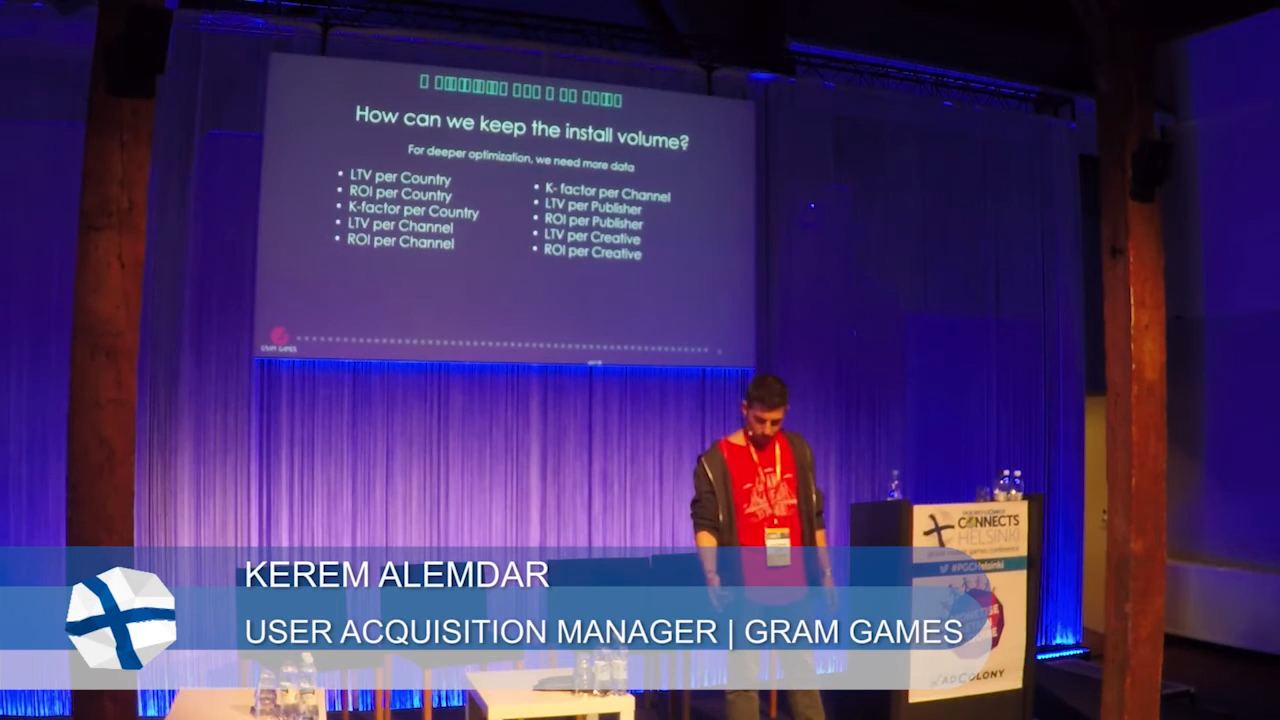 How can we keep the install volume?
For deeper optimization, we need more data
• LTV per Country
• ROI per Country
• K-factor per Country
• LTV per Channel
• ROI per Channel
• K- factor per Channel
• LTV per Publisher
• ROI per Publisher
• LTV per Creative
• ROI per Creative
GRAM GAMES
CONNECTS
HELSINKI
#PGCHelsinki
ADCOLONY
KEREM ALEMDAR
USER ACQUISITION MANAGER | GRAM GAMES